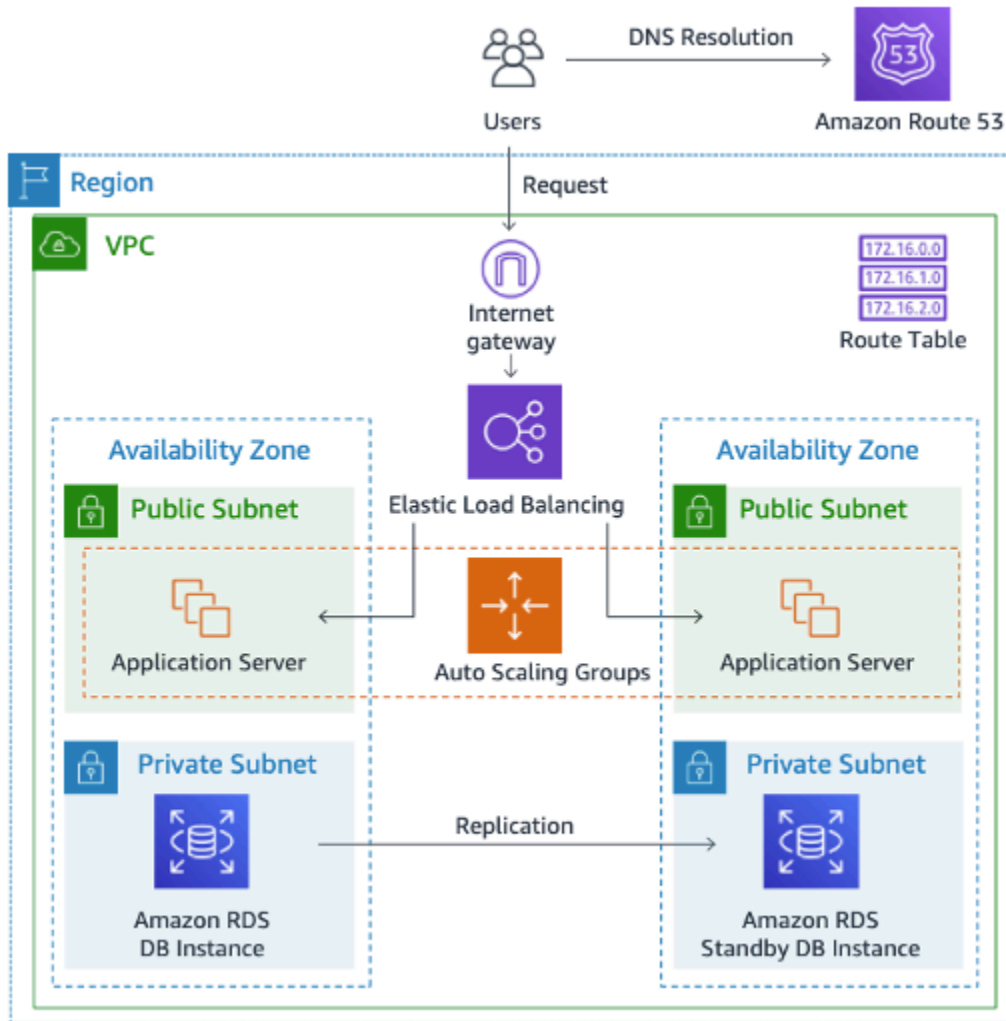 DNS Resolution
53
Users
Amazon Route 53
Region
Request
VPC
172.16.0.0
172.16.1.0
172.16.2.0
Route Table
Internet
gateway
Availability Zone
Availability Zone
Public Subnet
Elastic Load Balancing
Public Subnet
Application Server
Auto Scaling Groups
Application Server
Private Subnet
Private Subnet
Replication
Amazon RDS
DB Instance
Amazon RDS
Standby DB Instance